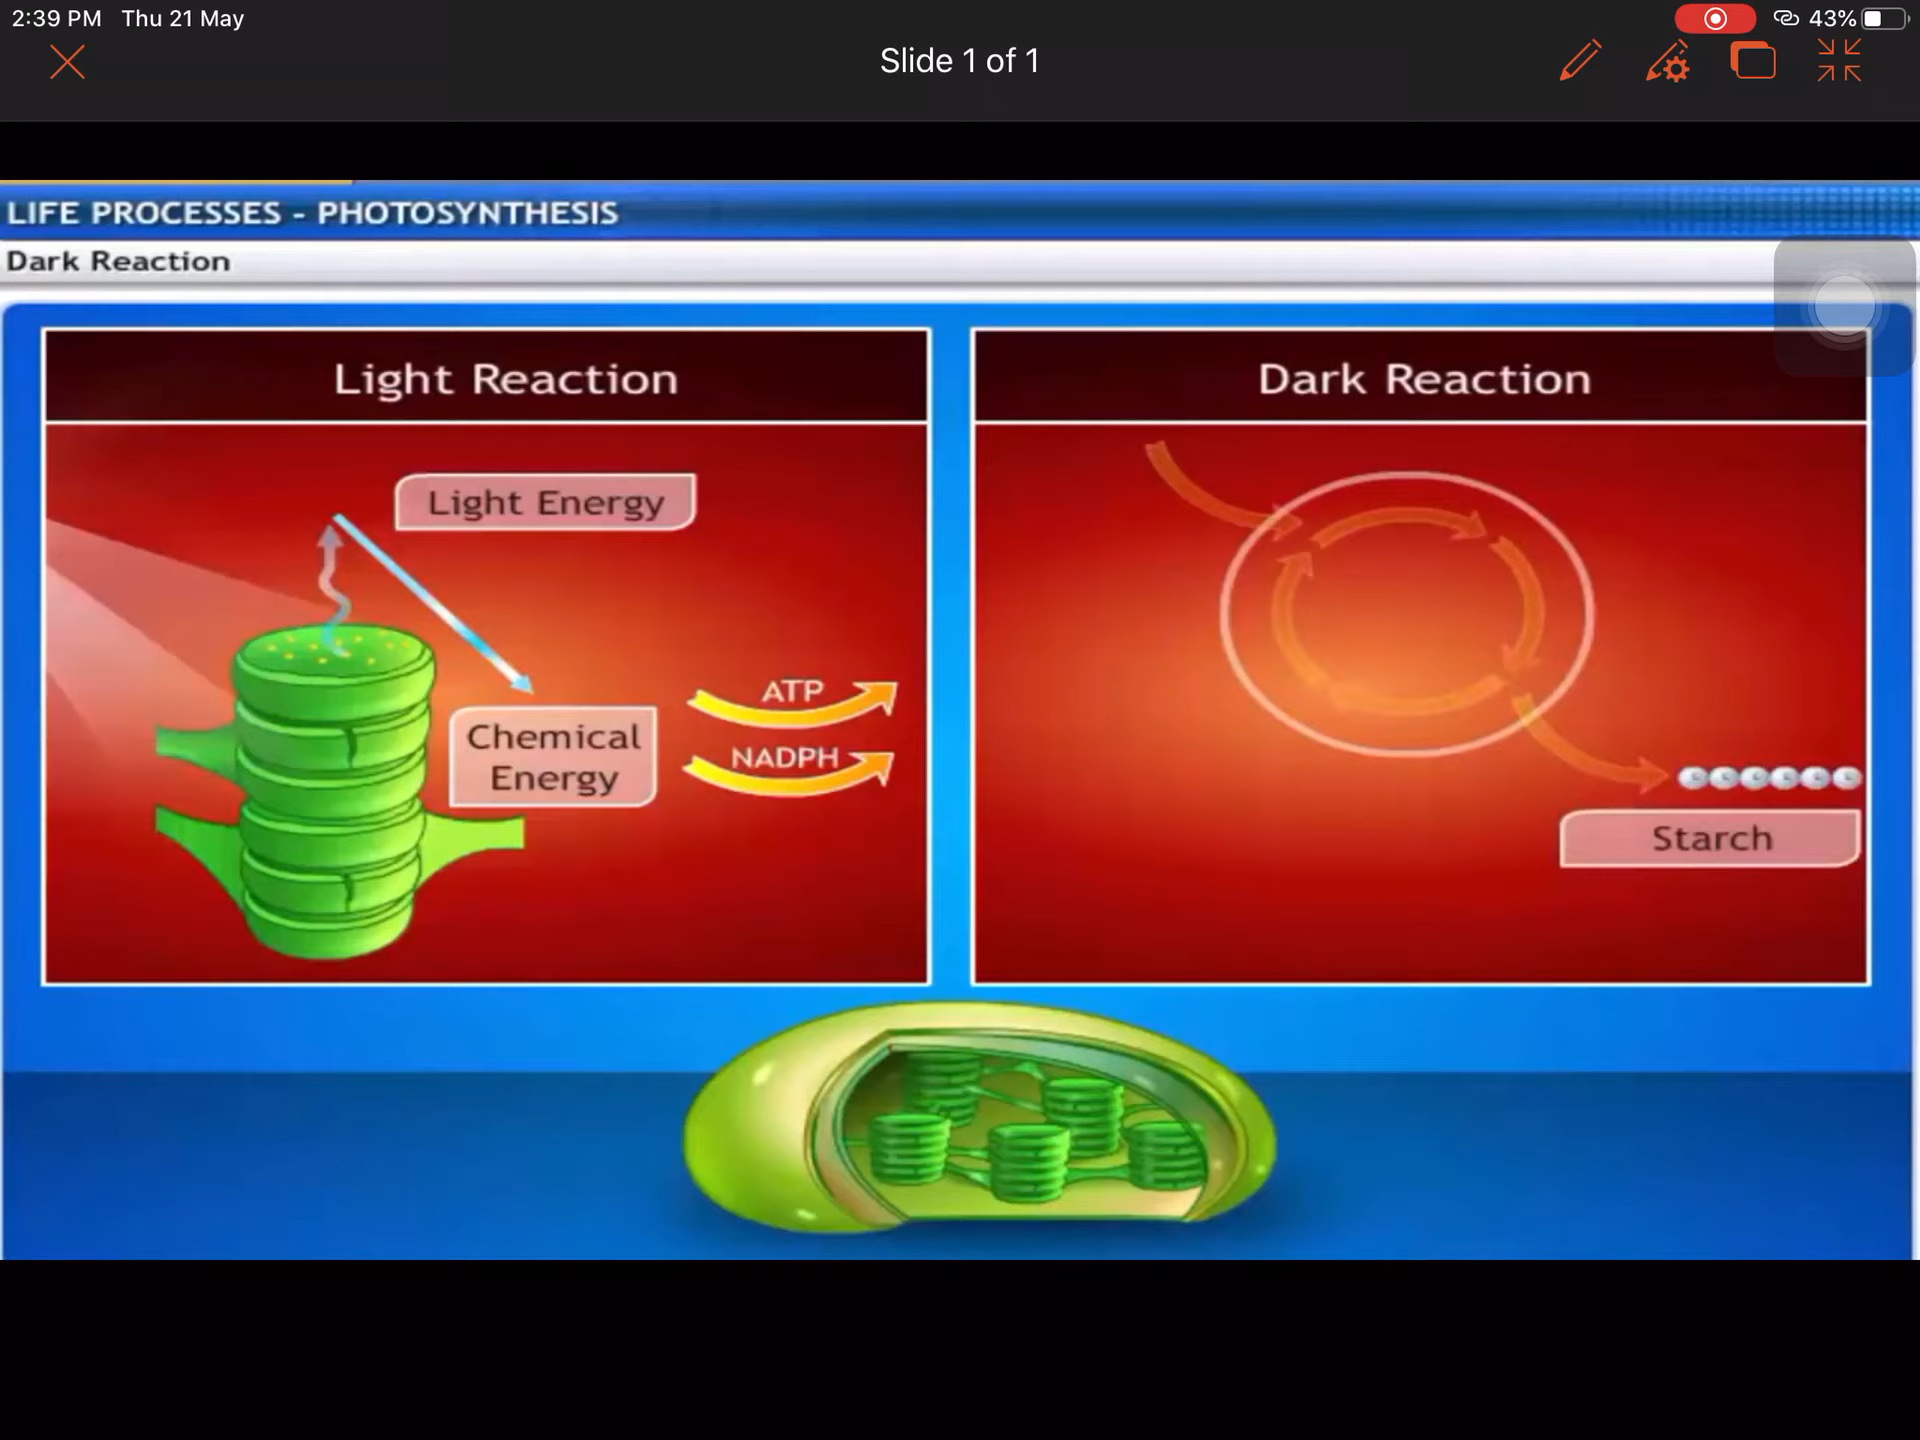 2:39 PM Thu 21 May
43%
Slide 1 of 1
LIFE PROCESSES - PHOTOSYNTHESIS
Dark Reaction
Light Reaction
Light Energy
Chemical
Energy
ATP
NADPH
Dark Reaction
Starch